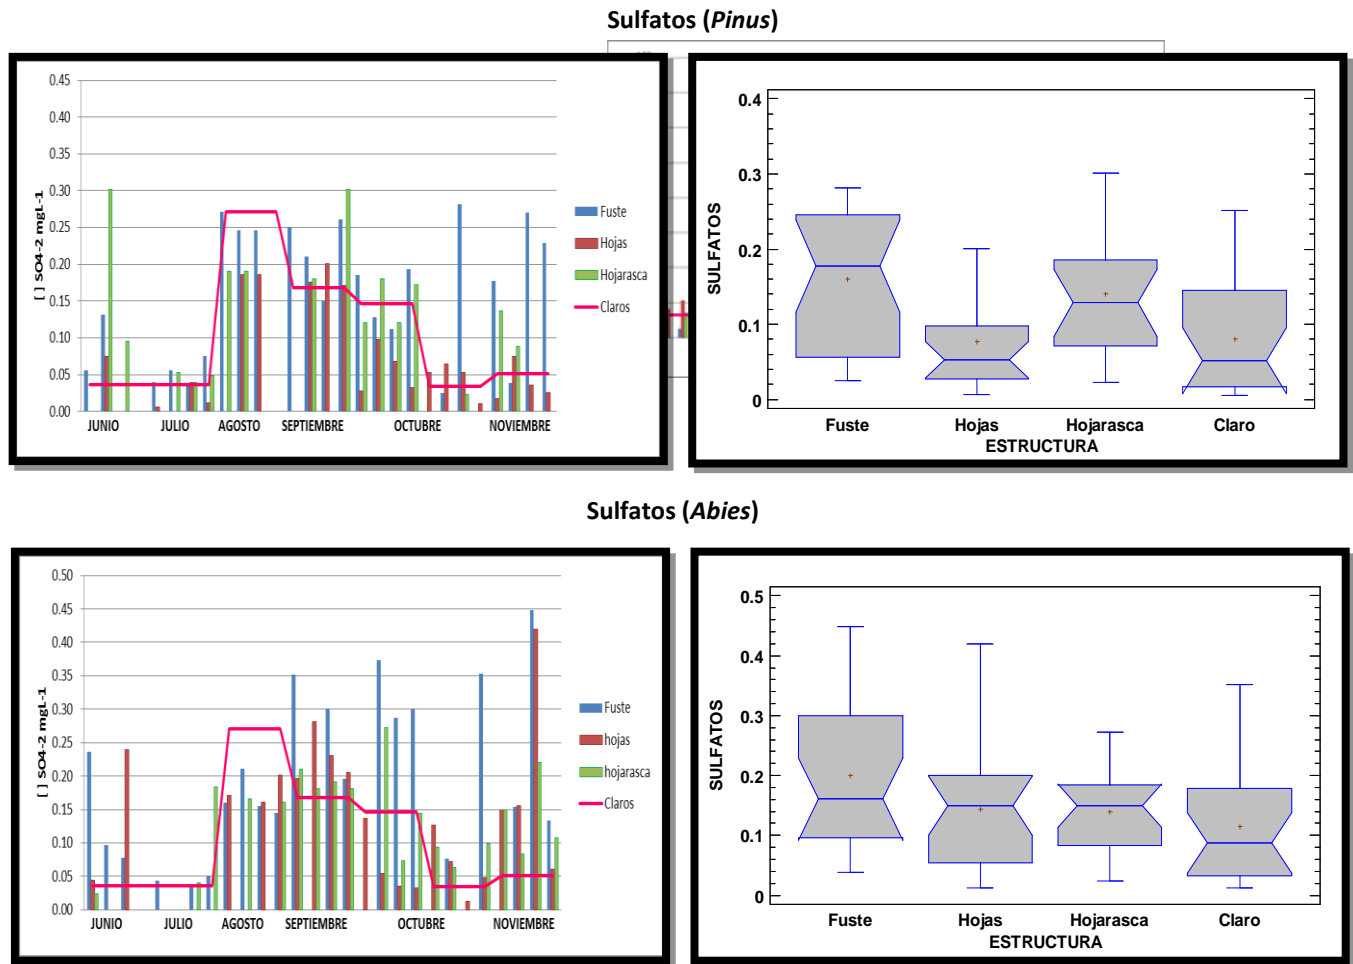 Sulfatos (Pinus)
[ ] SO4-2 mgL-1
0.45
0.40
0.35
0.30
0.25
0.20
0.15
0.10
0.05
0.00
JUNIO JULIO AGOSTO SEPTIEMBRE OCTUBRE NOVIEMBRE
Fuste
Hojas
Hojarasca
Claros
SULFATOS
0.4
0.3
0.2
0.1
0
Fuste Hojas Hojarasca Claro
ESTRUCTURA
Sulfatos (Abies)
[ ] SO4-2 mgL-1
0.50
0.45
0.40
0.35
0.30
0.25
0.20
0.15
0.10
0.05
0.00
JUNIO JULIO AGOSTO SEPTIEMBRE OCTUBRE NOVIEMBRE
Fuste
hojas
hojarasca
Claros
SULFATOS
0.5
0.4
0.3
0.2
0.1
0
Fuste Hojas Hojarasca Claro
ESTRUCTURA